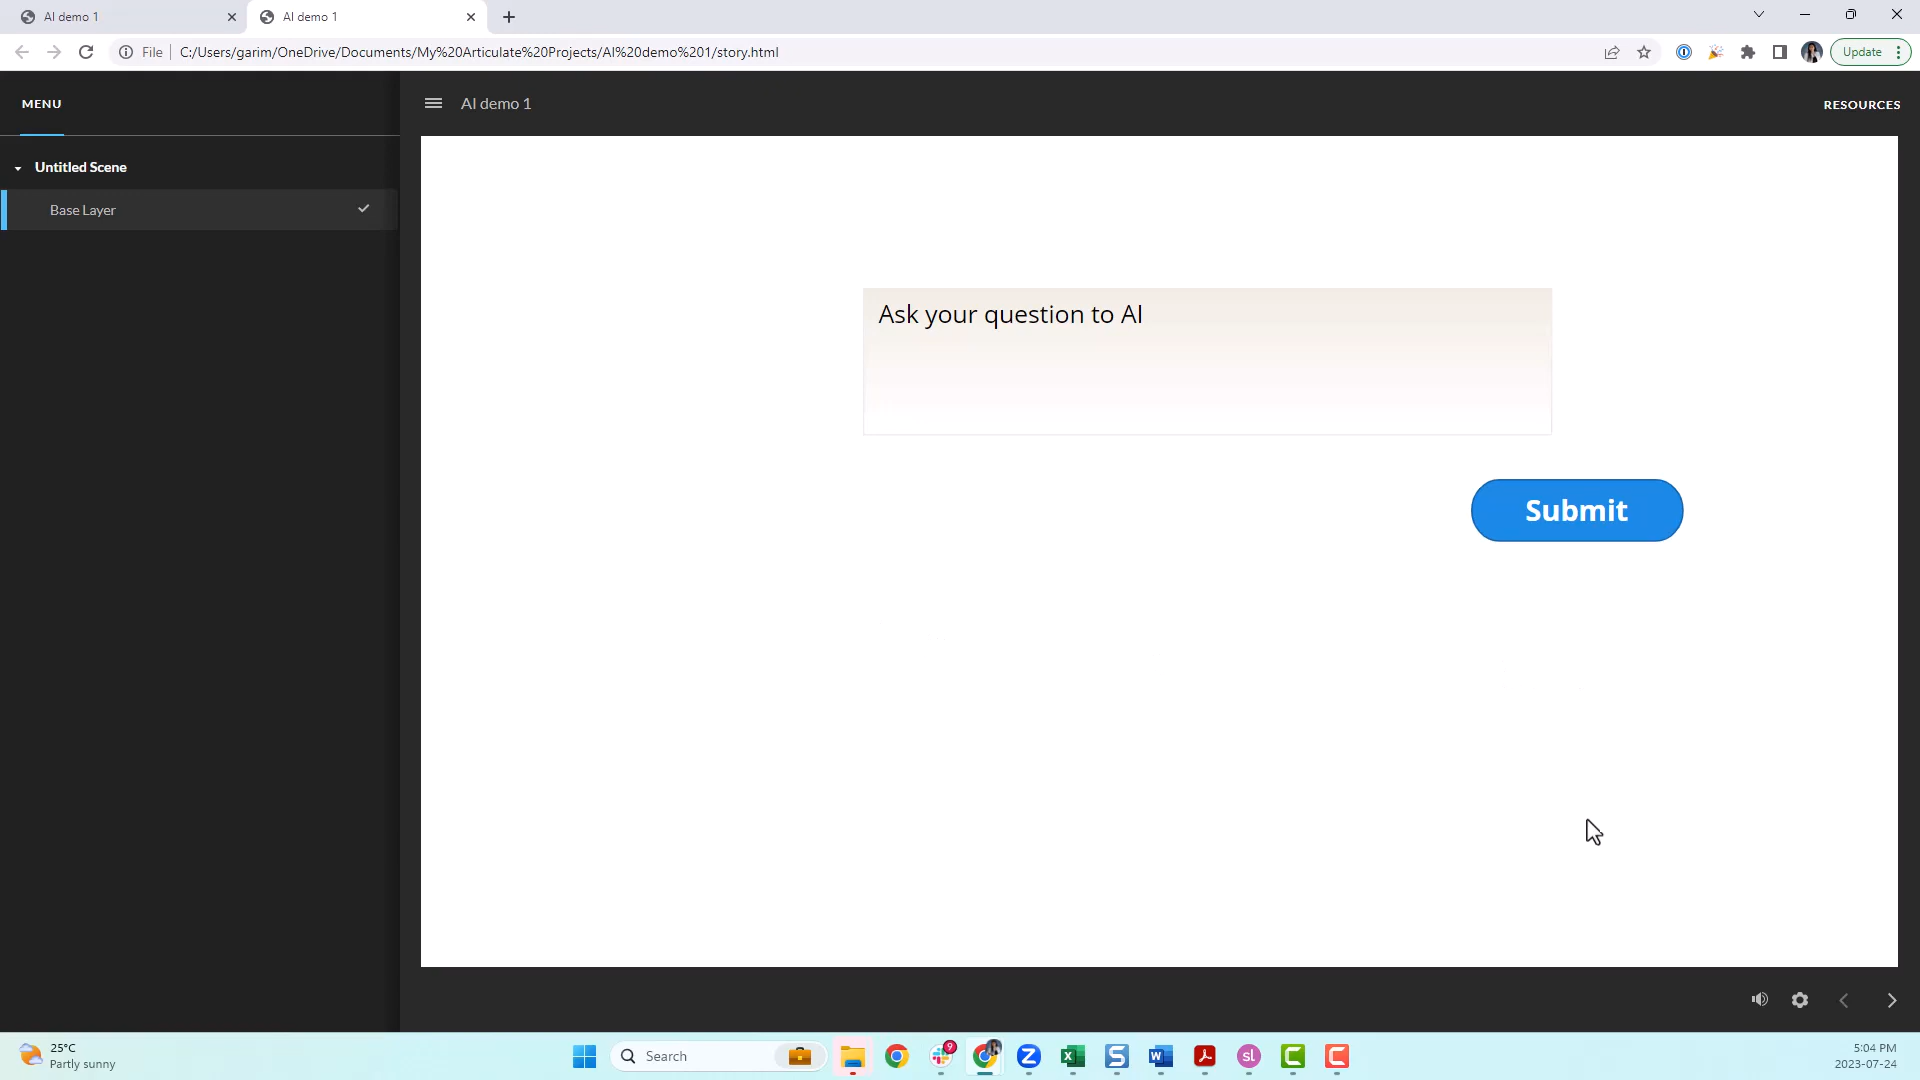 AI demo 1
AI demo 1
File
C:/Users/garim/OneDrive/Documents/My%20Articulate%20Projects/AI%20demo%201/story.html
Update
MENU
AI demo 1
RESOURCES
Untitled Scene
Base Layer
Ask your question to AI
Submit
25°C
Partly sunny
Search
9
Z
X
S
W
sl
C
C
5:04 PM
2023-07-24